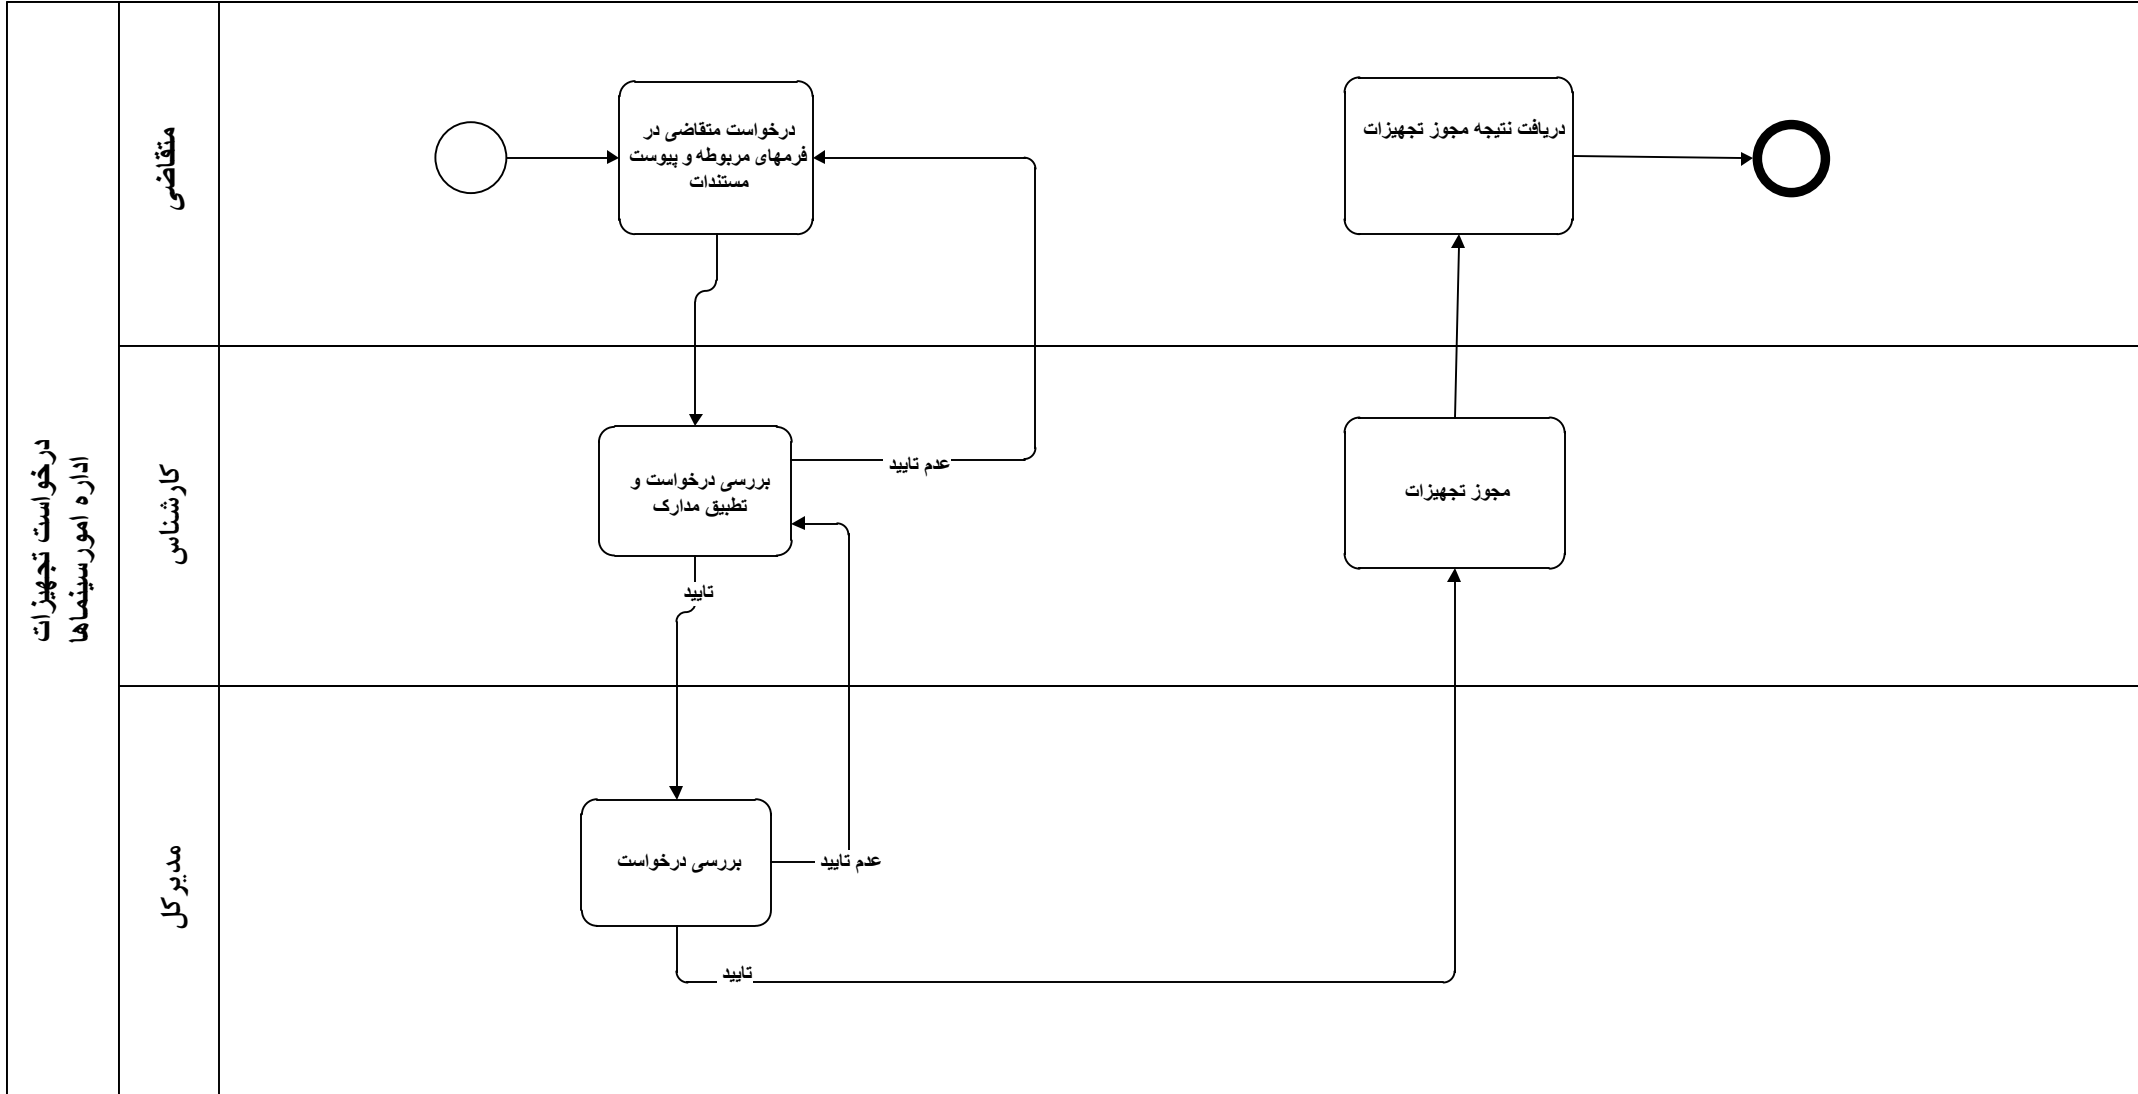 درخواست تجهیزات
اداره امورسینماها
متقاضی
درخواست متقاضی در
فرمهای مربوطه و پیوست
مستندات
دریافت نتیجه مجوز تجهیزات
کارشناس
بررسی درخواست و
تطبیق مدارک
عدم تایید
مجوز تجهیزات
تایید
مدیرکل
بررسی درخواست
عدم تایید
تایید